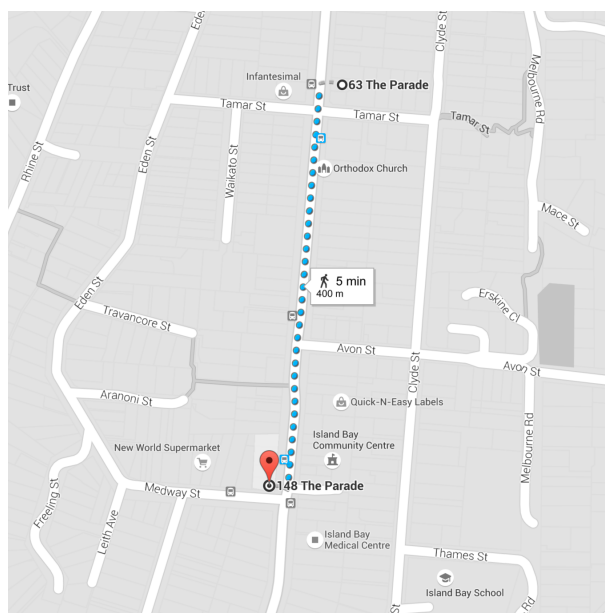 Clyde St
Melbourne Rd
Infantesimal
63 The Parade
Trust
Tamar St
Tamar St
Tamar St
Rhine St
Eden St
Waikato St
Orthodox Church
Mace St
5 min
400 m
Eden St
Erskine Cl
Travancore St
Avon St
Avon St
Clyde St
Aranoni St
Quick-N-Easy Labels
Melbourne Rd
Island Bay
Community Centre
New World Supermarket
148 The Parade
Medway St
Freeling St
Leith Ave
Island Bay
Medical Centre
Thames St
Island Bay School
Rd